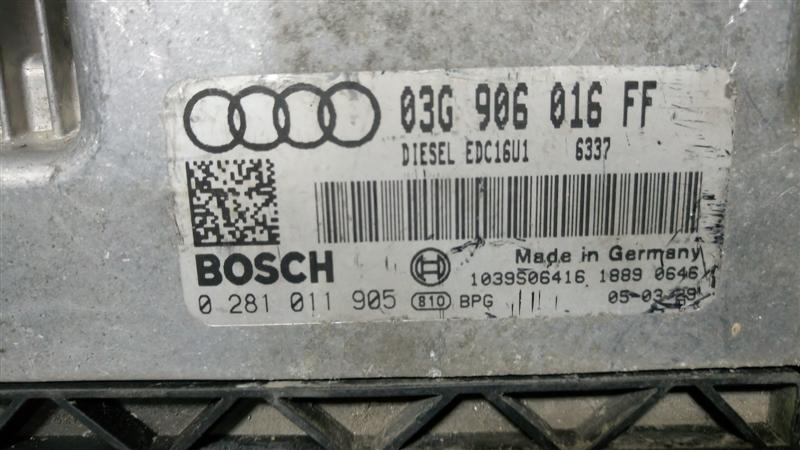 03G 906 016 FF
DIESEL EDC16U1 6337
BOSCH
Made in Germany
1039S06416 1889 0646
0 281 011 905 810 BPG